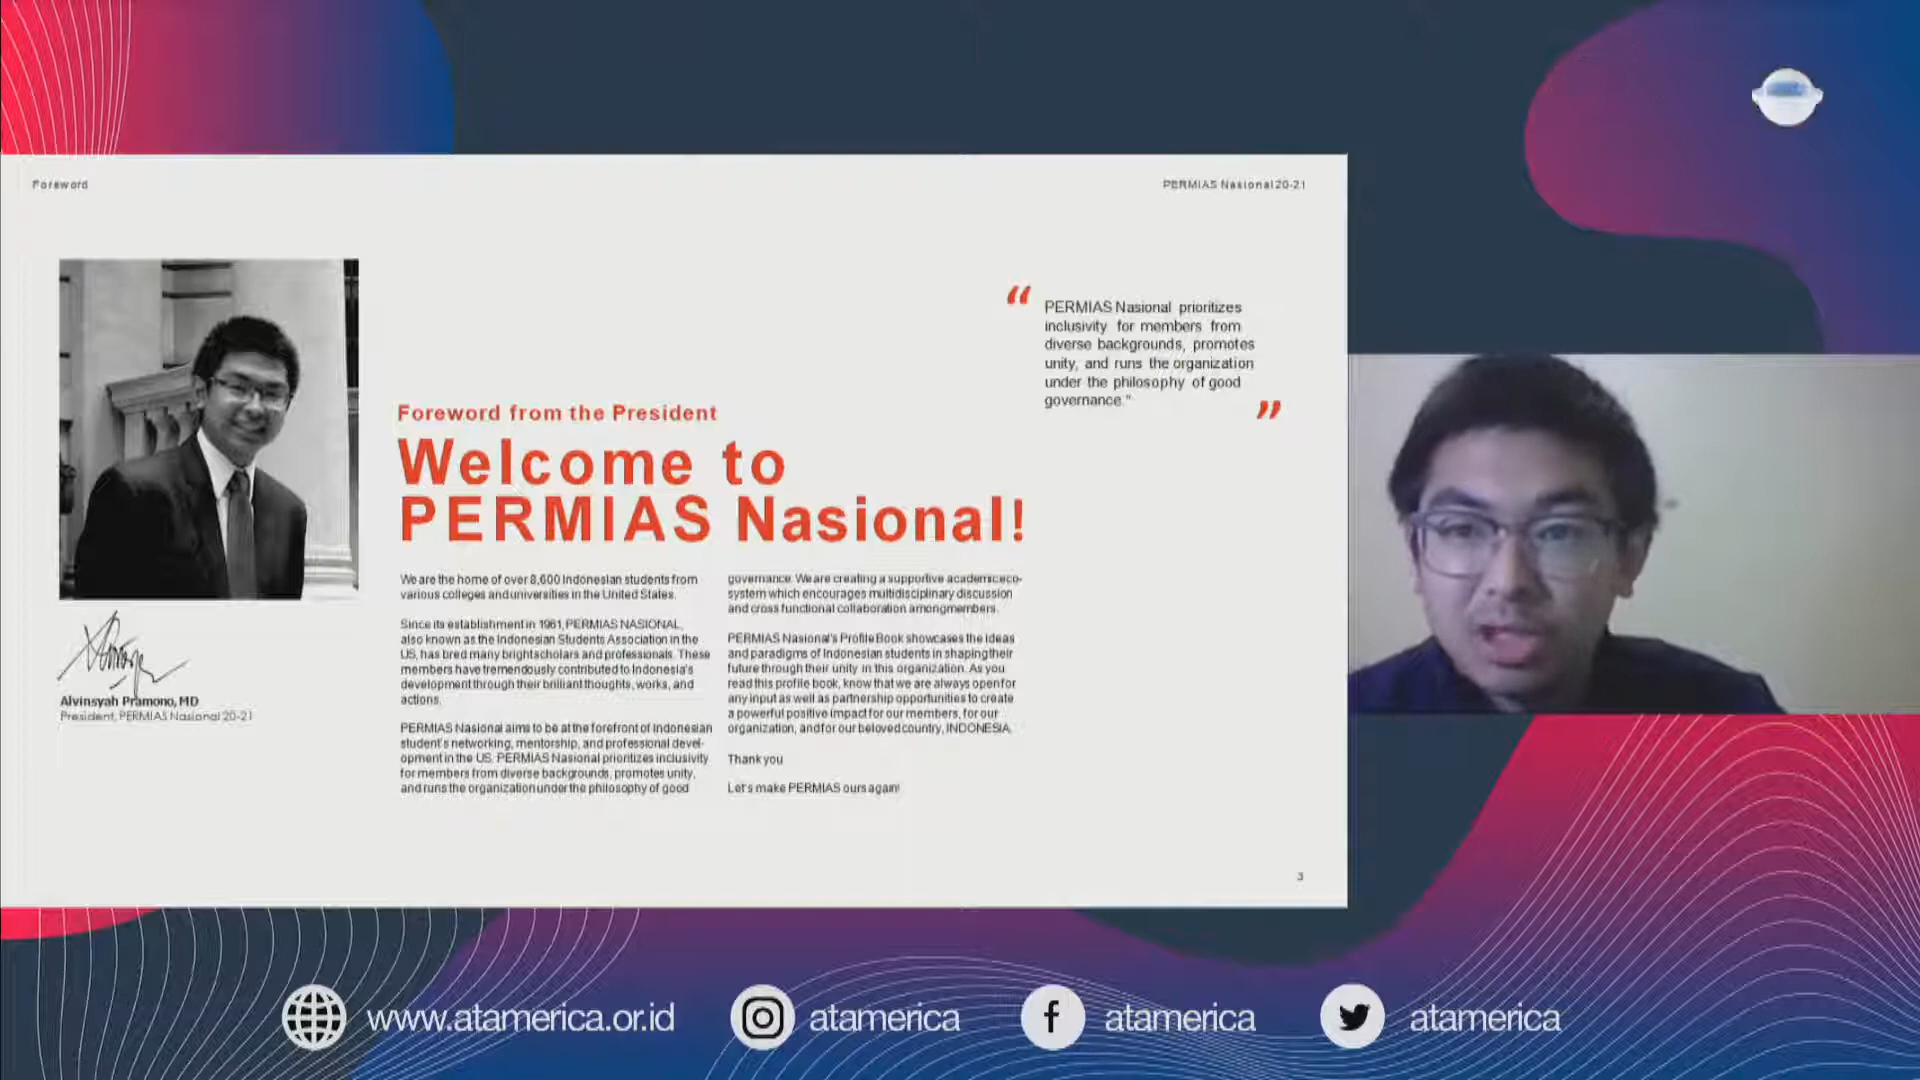 Foreword
PERMIAS Nasional 20-21
“
PERMIAS Nasional prioritizes
inclusivity for members from
diverse backgrounds, promotes
unity, and runs the organization
under the philosophy of good
governance."
”
Foreword from the President
Welcome to
PERMIAS Nasional!
We are the home of over 8,600 Indonesian students from
various colleges and universities in the United States.
Since its establishment in 1961, PERMIAS NASIONAL,
also known as the Indonesian Students Association in the
US, has bred many bright scholars and professionals. These
members have tremendously contributed to Indonesia's
development through their brilliant thoughts, works, and
actions.
PERMIAS Nasional aims to be at the forefront of Indonesian
student's networking, mentorship, and professional devel-
opment in the US. PERMIAS Nasional prioritizes inclusivity
for members from diverse backgrounds, promotes unity,
and runs the organization under the philosophy of good
governance. We are creating a supportive academic eco-
system which encourages multidisciplinary discussion
and cross functional collaboration among members.
PERMIAS Nasional's Profile Book showcases the ideas
and paradigms of Indonesian students in shaping their
future through their unity in this organization. As you
read this profile book, know that we are always open for
any input as well as partnership opportunities to create
a powerful positive impact for our members, for our
organization, and for our beloved country, INDONESIA.
Thank you
Let's make PERMIAS ours again!
Alvinsyah Pramono, MD
President, PERMIAS Nasional 20-21
3
www.atamerica.or.id
atamerica
atamerica
atamerica